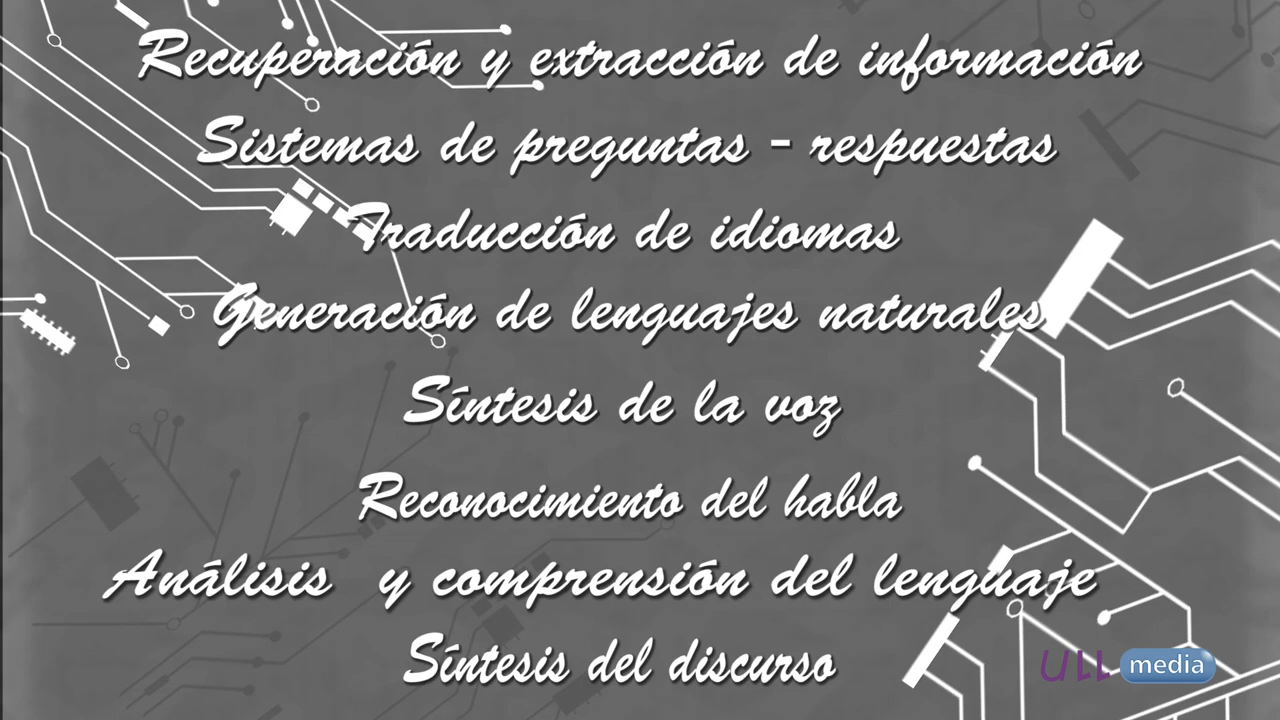 Recuperación y extracción de información
Sistemas de preguntas - respuestas
Traducción de idiomas
Generación de lenguajes naturales
Síntesis de la voz
Reconocimiento del habla
Análisis y comprensión del lenguaje
Síntesis del discurso
ULL media